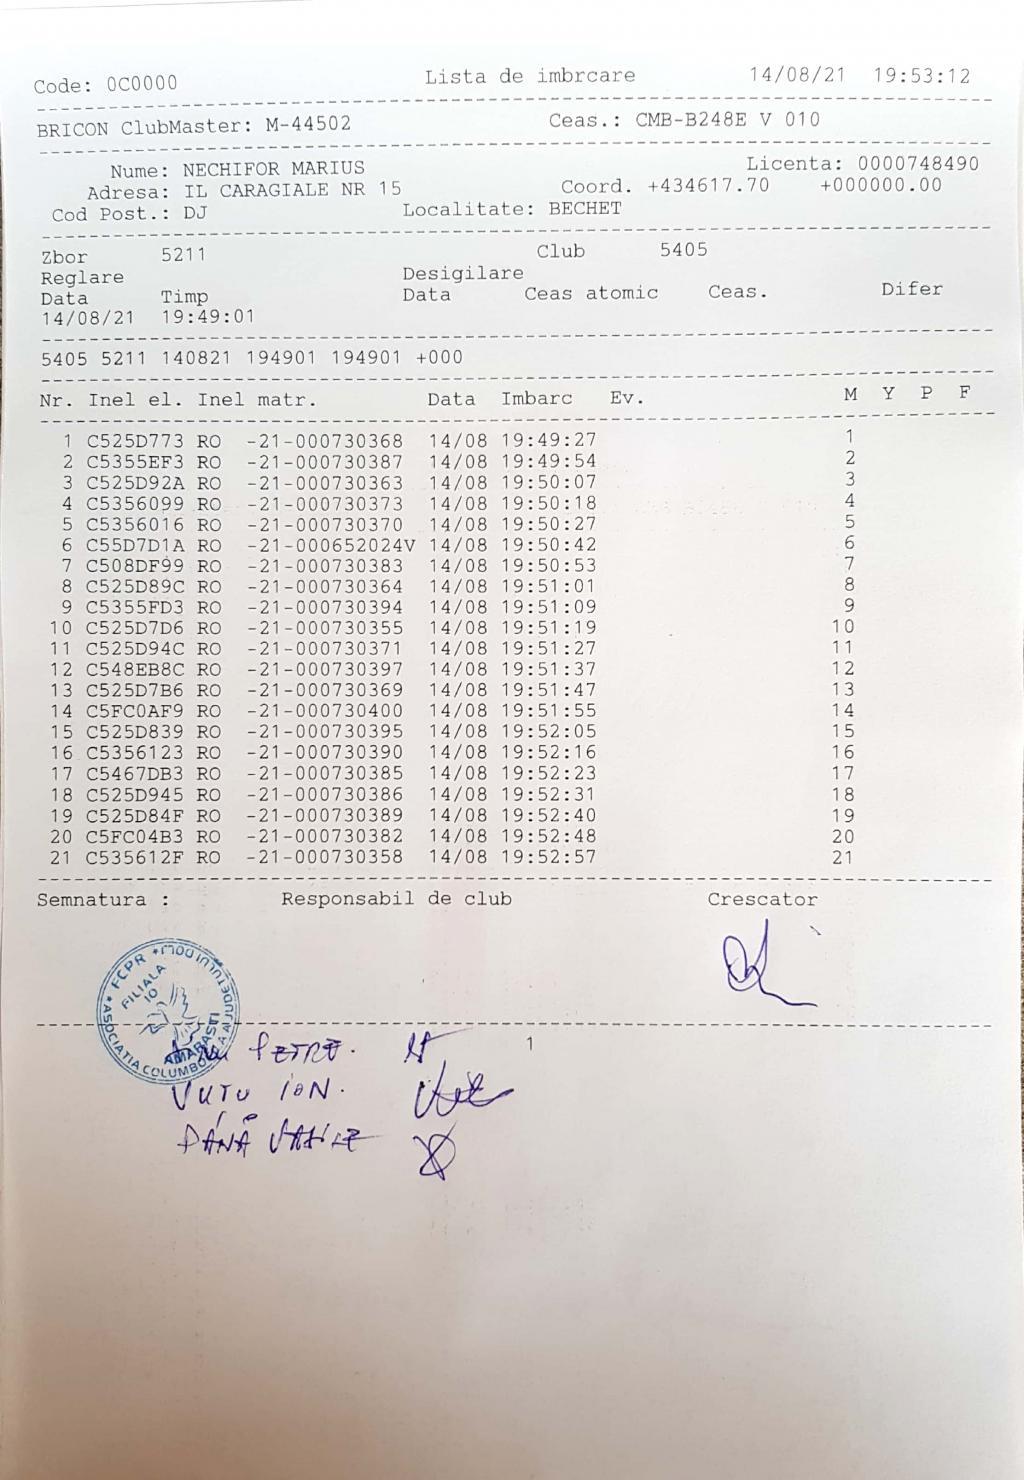 Code: 0C0000 Lista de imbrcare 14/08/21 19:53:12
BRICON ClubMaster: M-44502 Ceas.: CMB-B248E V 010
Nume: NECHIFOR MARIUS Licenta: 0000748490
Adresa: IL CARAGIALE NR 15 Coord. +434617.70 +000000.00
Cod Post.: DJ Localitate: BECHET
Zbor 5211 Club 5405
Reglare Desigilare
Data Timp Data Ceas atomic Ceas. Difer
14/08/21 19:49:01
5405 5211 140821 194901 194901 +000
Nr. Inel el. Inel matr. Data Imbarc Ev. M Y P F
1 C525D773 RO -21-000730368 14/08 19:49:27 1
2 C5355EF3 RO -21-000730387 14/08 19:49:54 2
3 C525D92A RO -21-000730363 14/08 19:50:07 3
4 C5356099 RO -21-000730373 14/08 19:50:18 4
5 C5356016 RO -21-000730370 14/08 19:50:27 5
6 C55D7D1A RO -21-000652024V 14/08 19:50:42 6
7 C508DF99 RO -21-000730383 14/08 19:50:53 7
8 C525D89C RO -21-000730364 14/08 19:51:01 8
9 C5355FD3 RO -21-000730394 14/08 19:51:09 9
10 C525D7D6 RO -21-000730355 14/08 19:51:19 10
11 C525D94C RO -21-000730371 14/08 19:51:27 11
12 C548EB8C RO -21-000730397 14/08 19:51:37 12
13 C525D7B6 RO -21-000730369 14/08 19:51:47 13
14 C5FC0AF9 RO -21-000730400 14/08 19:51:55 14
15 C525D839 RO -21-000730395 14/08 19:52:05 15
16 C5356123 RO -21-000730390 14/08 19:52:16 16
17 C5467DB3 RO -21-000730385 14/08 19:52:23 17
18 C525D945 RO -21-000730386 14/08 19:52:31 18
19 C525D84F RO -21-000730389 14/08 19:52:40 19
20 C5FC04B3 RO -21-000730382 14/08 19:52:48 20
21 C535612F RO -21-000730358 14/08 19:52:57 21
Semnatura : Responsabil de club Crescator
FCPR
ASOCIATIA
FILIALA
10
AMARASTI
PETRE. 1
VUTU ION.
DÁNĂ VASILE